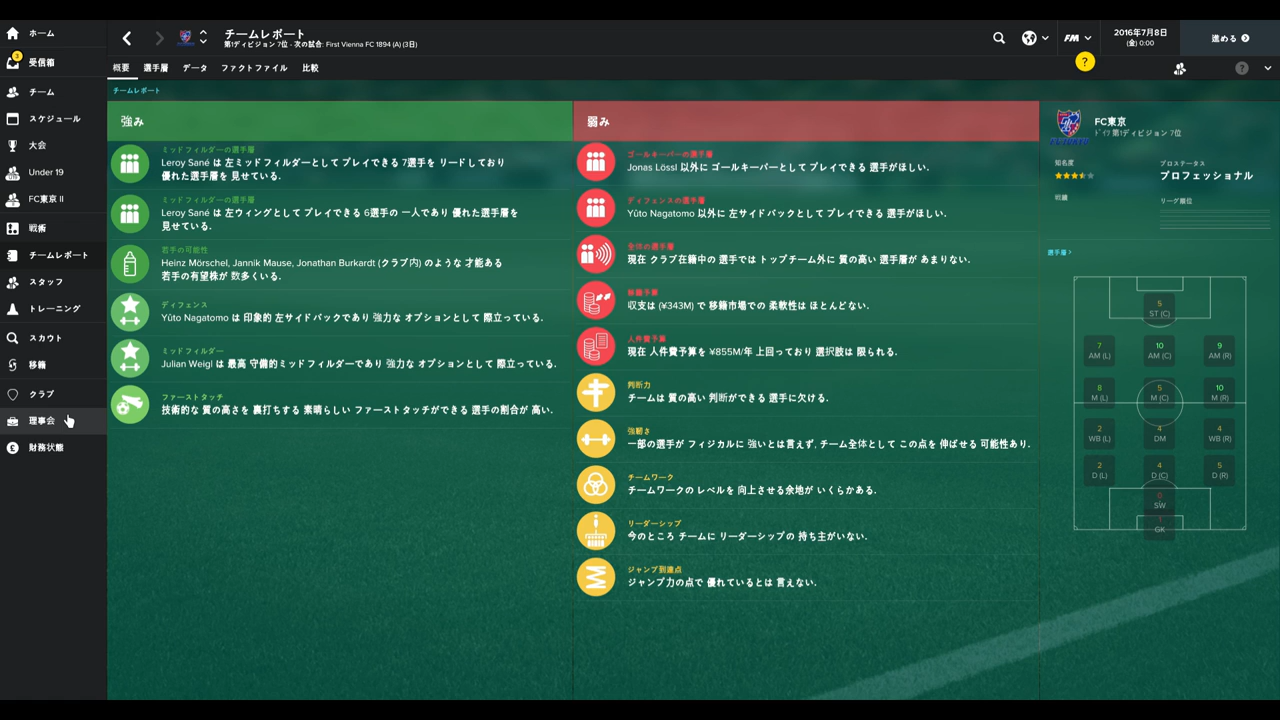 ホーム
チームレポート
第1ディビジョン 7位 - 次の試合: First Vienna FC 1894 (A) (3日)
FM
2016年7月8日
(金) 0:00
進める
3
受信箱
概要 選手層 データ ファクトファイル 比較
?
?
チーム
スケジュール
大会
Under 19
FC東京 II
戦術
チームレポート
スタッフ
トレーニング
スカウト
移籍
クラブ
理事会
財務状態
チームレポート
強み
ミッドフィルダーの選手層
Leroy Sané は 左ミッドフィルダーとして プレイできる 7選手を リードしており
優れた選手層を 見せている.
ミッドフィルダーの選手層
Leroy Sané は 左ウィングとして プレイできる 6選手の 一人であり 優れた選手層を
見せている.
若手の可能性
Heinz Mörschel, Jannik Mause, Jonathan Burkardt (クラブ内) のような 才能ある
若手の有望株が 数多くいる.
ディフェンス
Yūto Nagatomo は 印象的 左サイドバックであり 強力な オプションとして 際立っている.
ミッドフィルダー
Julian Weigl は 最高 守備的ミッドフィルダーであり 強力な オプションとして 際立っている.
ファーストタッチ
技術的な 質の高さを 裏打ちする 素晴らしい ファーストタッチができる 選手の割合が 高い.
弱み
ゴールキーパーの選手層
Jonas Lössl 以外に ゴールキーパーとして プレイできる 選手がほしい.
ディフェンスの選手層
Yūto Nagatomo 以外に 左サイドバックとして プレイできる 選手がほしい.
全体の選手層
現在 クラブ在籍中の 選手では トップチーム外に 質の高い 選手層が あまりない.
移籍予算
収支は (¥343M) で 移籍市場での 柔軟性は ほとんどない.
人件費予算
現在 人件費予算を ¥855M/年 上回っており 選択肢は 限られる.
判断力
チームは 質の高い 判断ができる 選手に欠ける.
強靭さ
一部の選手が フィジカルに 強いとは言えず, チーム全体として この点を 伸ばせる 可能性あり.
チームワーク
チームワークの レベルを 向上させる余地が いくらかある.
リーダーシップ
今のところ チームに リーダーシップの 持ち主がいない.
ジャンプ到達点
ジャンプ力の点で 優れているとは 言えない.
FC東京
ドイツ 第1ディビジョン 7位
知名度
プロステータス
プロフェッショナル
戦績
リーグ順位
選手層 >
5
ST (C)
7 10 9
AM (L) AM (C) AM (R)
8 5 10
M (L) M (C) M (R)
2 4 4
WB (L) DM WB (R)
2 4 5
D (L) D (C) D (R)
0
SW
1
GK